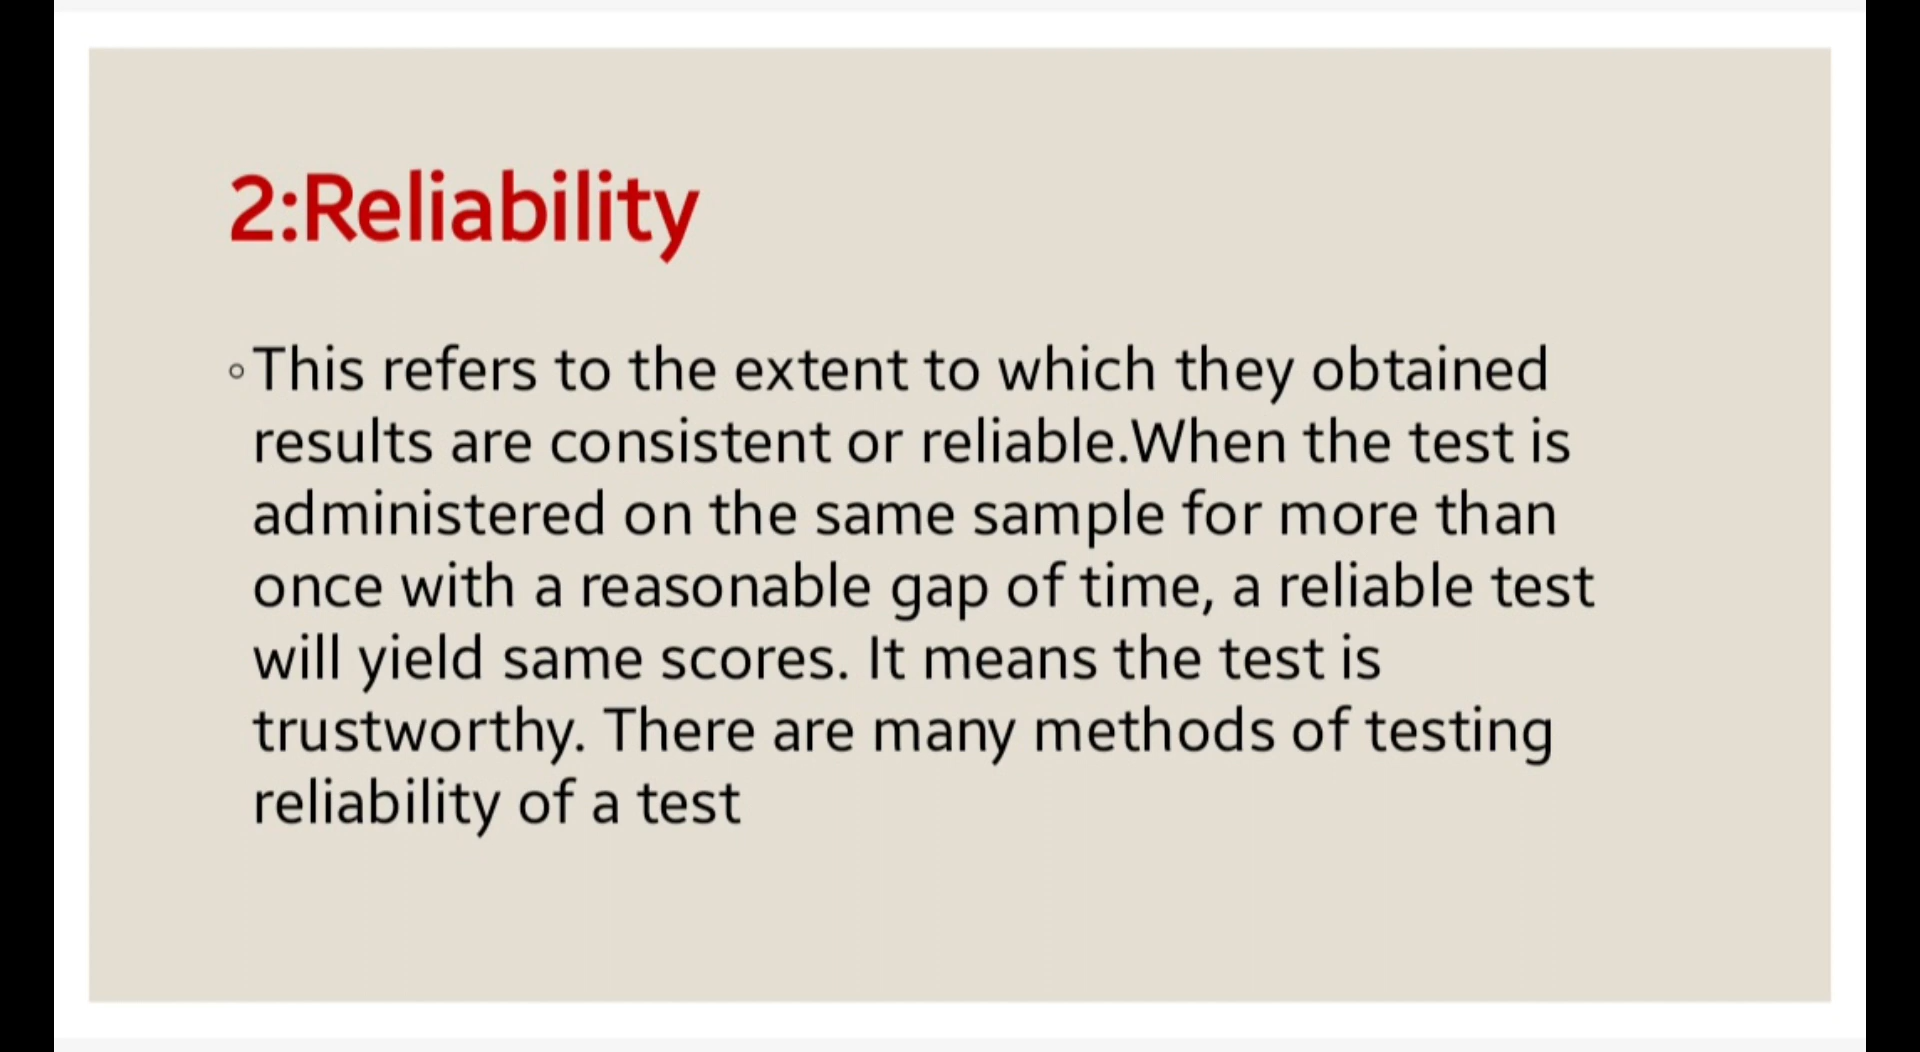 2:Reliability
◦This refers to the extent to which they obtained
results are consistent or reliable.When the test is
administered on the same sample for more than
once with a reasonable gap of time, a reliable test
will yield same scores. It means the test is
trustworthy. There are many methods of testing
reliability of a test